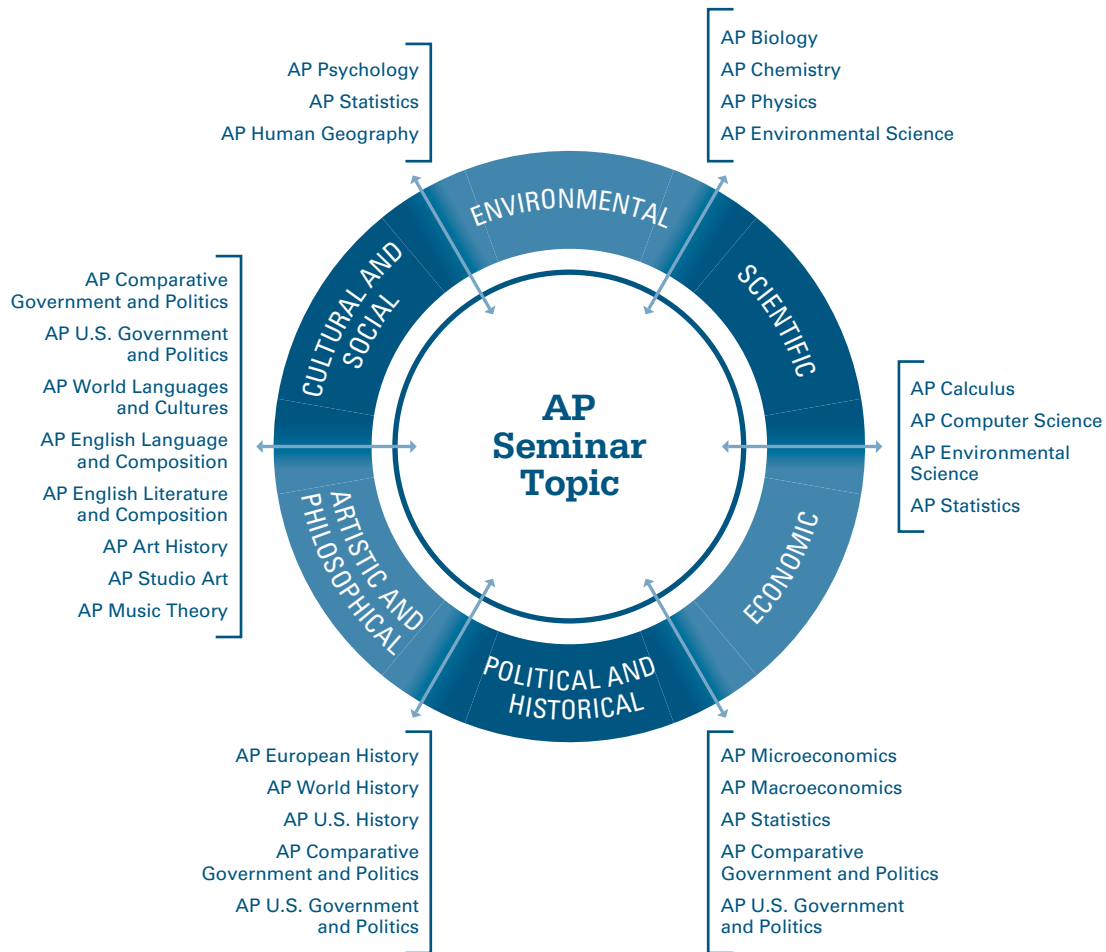 AP Psychology
AP Statistics
AP Human Geography
AP Biology
AP Chemistry
AP Physics
AP Environmental Science
ENVIRONMENTAL
CULTURAL AND
SOCIAL
SCIENTIFIC
AP Comparative
Government and Politics
AP U.S. Government
and Politics
AP World Languages
and Cultures
AP English Language
and Composition
AP English Literature
and Composition
AP Art History
AP Studio Art
AP Music Theory
AP
Seminar
Topic
AP Calculus
AP Computer Science
AP Environmental
Science
AP Statistics
ARTISTIC AND
PHILOSOPHICAL
ECONOMIC
POLITICAL AND
HISTORICAL
AP European History
AP World History
AP U.S. History
AP Comparative
Government and Politics
AP U.S. Government
and Politics
AP Microeconomics
AP Macroeconomics
AP Statistics
AP Comparative
Government and Politics
AP U.S. Government
and Politics